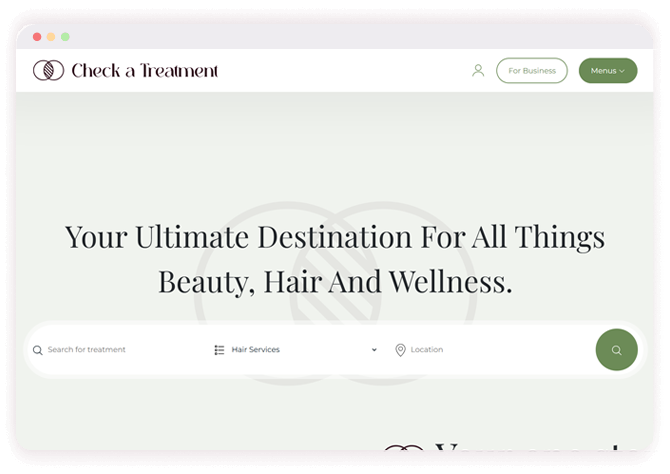 Check a Treatment
For Business
Menus
Your Ultimate Destination For All Things
Beauty, Hair And Wellness.
Search for treatment
Hair Services
Location